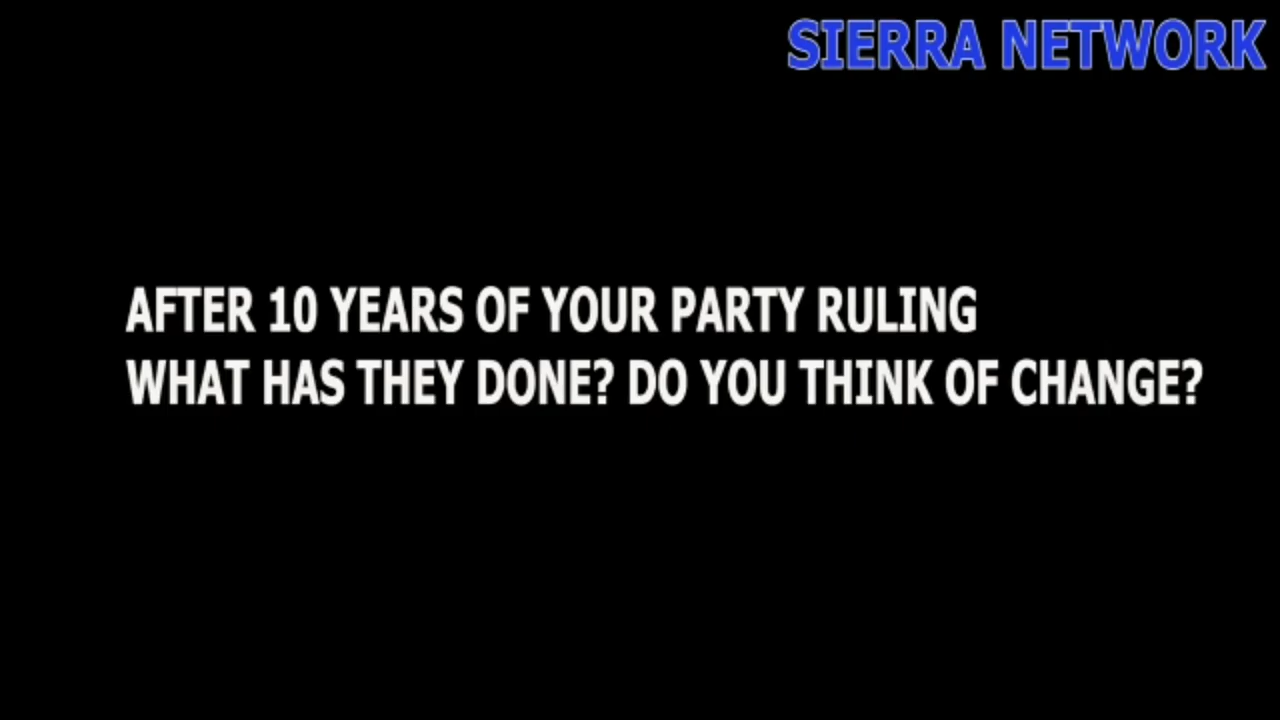 SIERRA NETWORK
AFTER 10 YEARS OF YOUR PARTY RULING
WHAT HAS THEY DONE? DO YOU THINK OF CHANGE?